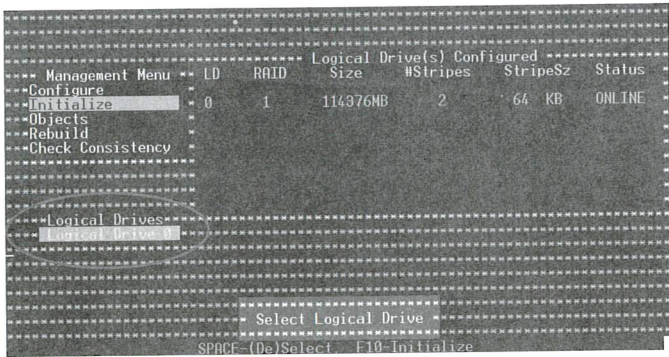 Logical Drive(s) Configured
LD RAID Size #Stripes StripeSz Status
0 1 114376MB 2 64 KB ONLINE
Management Menu
Configure
Initialize
Objects
Rebuild
Check Consistency
Logical Drives
Logical Drive 0
Select Logical Drive
SPACE-(De)Select, F10-Initialize